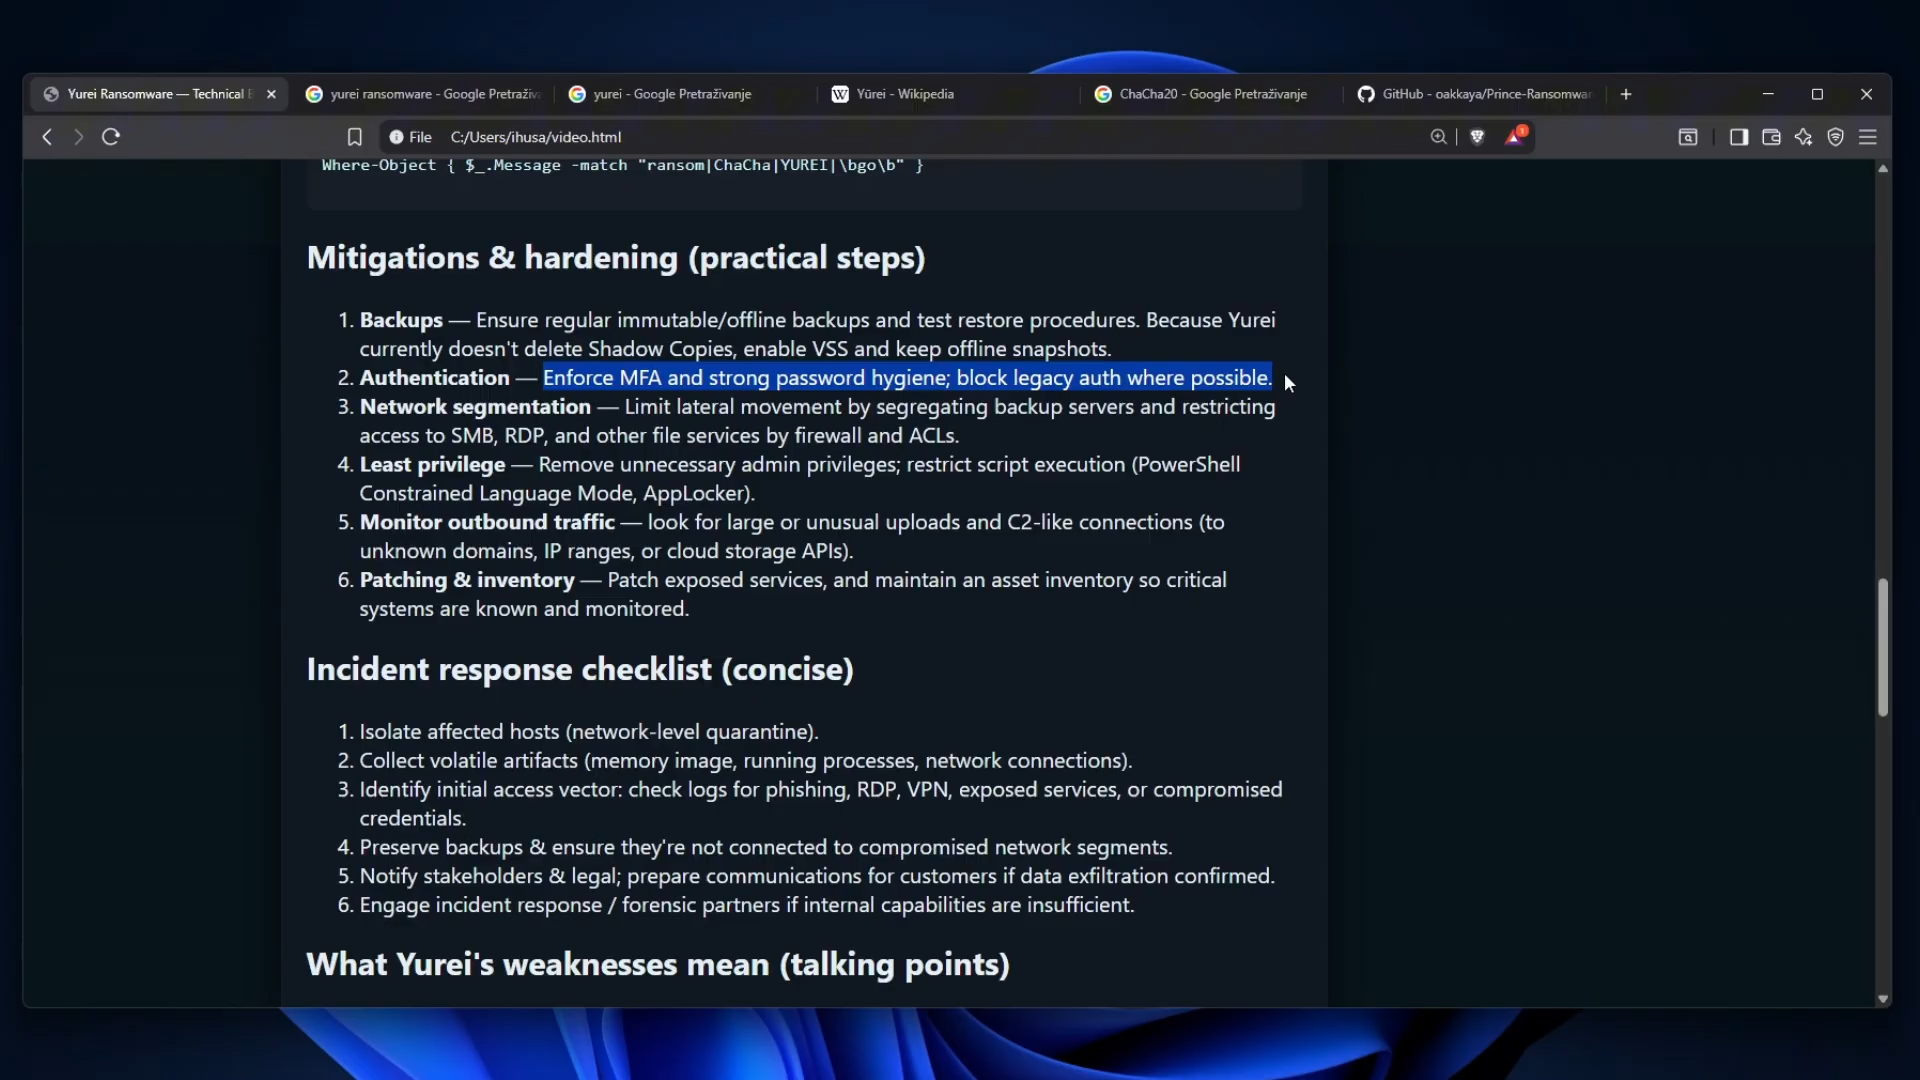 Yurei Ransomware — Technical
yurei ransomware - Google Pretraživ
yurei - Google Pretraživanje
Yūrei - Wikipedia
ChaCha20 - Google Pretraživanje
GitHub - oakkaya/Prince-Ransomwar
File C:/Users/ihusa/video.html
1
Where-Object { $_.Message -match "ransom|ChaCha|YUREI|\bgo\b" }
Mitigations & hardening (practical steps)
1. Backups — Ensure regular immutable/offline backups and test restore procedures. Because Yurei
currently doesn't delete Shadow Copies, enable VSS and keep offline snapshots.
2. Authentication — Enforce MFA and strong password hygiene; block legacy auth where possible.
3. Network segmentation — Limit lateral movement by segregating backup servers and restricting
access to SMB, RDP, and other file services by firewall and ACLs.
4. Least privilege — Remove unnecessary admin privileges; restrict script execution (PowerShell
Constrained Language Mode, AppLocker).
5. Monitor outbound traffic — look for large or unusual uploads and C2-like connections (to
unknown domains, IP ranges, or cloud storage APIs).
6. Patching & inventory — Patch exposed services, and maintain an asset inventory so critical
systems are known and monitored.
Incident response checklist (concise)
1. Isolate affected hosts (network-level quarantine).
2. Collect volatile artifacts (memory image, running processes, network connections).
3. Identify initial access vector: check logs for phishing, RDP, VPN, exposed services, or compromised
credentials.
4. Preserve backups & ensure they're not connected to compromised network segments.
5. Notify stakeholders & legal; prepare communications for customers if data exfiltration confirmed.
6. Engage incident response / forensic partners if internal capabilities are insufficient.
What Yurei's weaknesses mean (talking points)